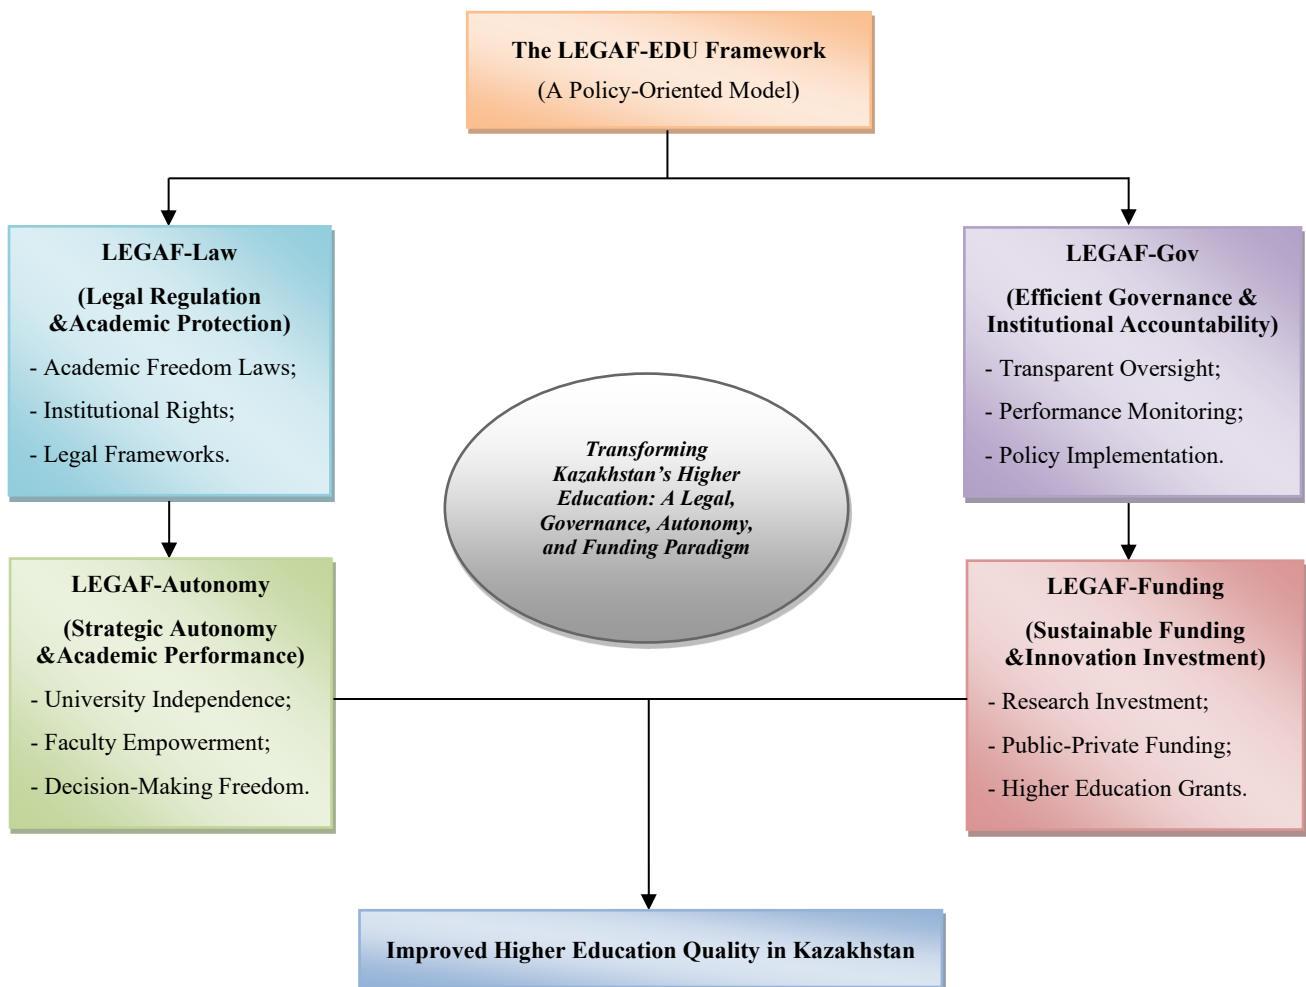 The LEGAF-EDU Framework
(A Policy-Oriented Model)
LEGAF-Law
(Legal Regulation
&Academic Protection)
- Academic Freedom Laws;
- Institutional Rights;
- Legal Frameworks.
LEGAF-Gov
(Efficient Governance &
Institutional Accountability)
- Transparent Oversight;
- Performance Monitoring;
- Policy Implementation.
Transforming
Kazakhstan’s Higher
Education: A Legal,
Governance, Autonomy,
and Funding Paradigm
LEGAF-Autonomy
(Strategic Autonomy
&Academic Performance)
- University Independence;
- Faculty Empowerment;
- Decision-Making Freedom.
LEGAF-Funding
(Sustainable Funding
&Innovation Investment)
- Research Investment;
- Public-Private Funding;
- Higher Education Grants.
Improved Higher Education Quality in Kazakhstan